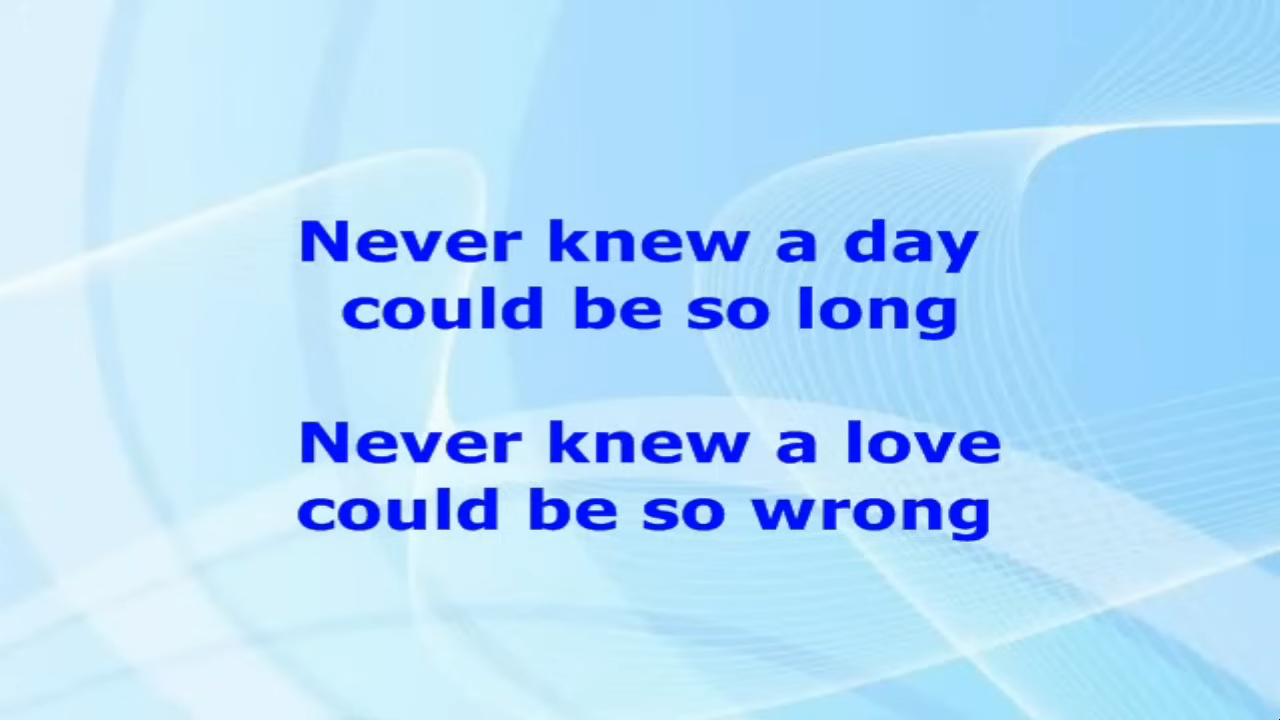 Never knew a day
could be so long
Never knew a love
could be so wrong